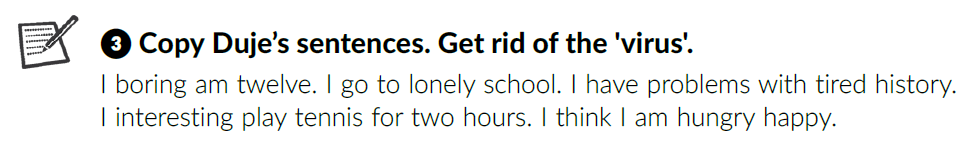 3 Copy Duje’s sentences. Get rid of the 'virus'.
I boring am twelve. I go to lonely school. I have problems with tired history.
I interesting play tennis for two hours. I think I am hungry happy.